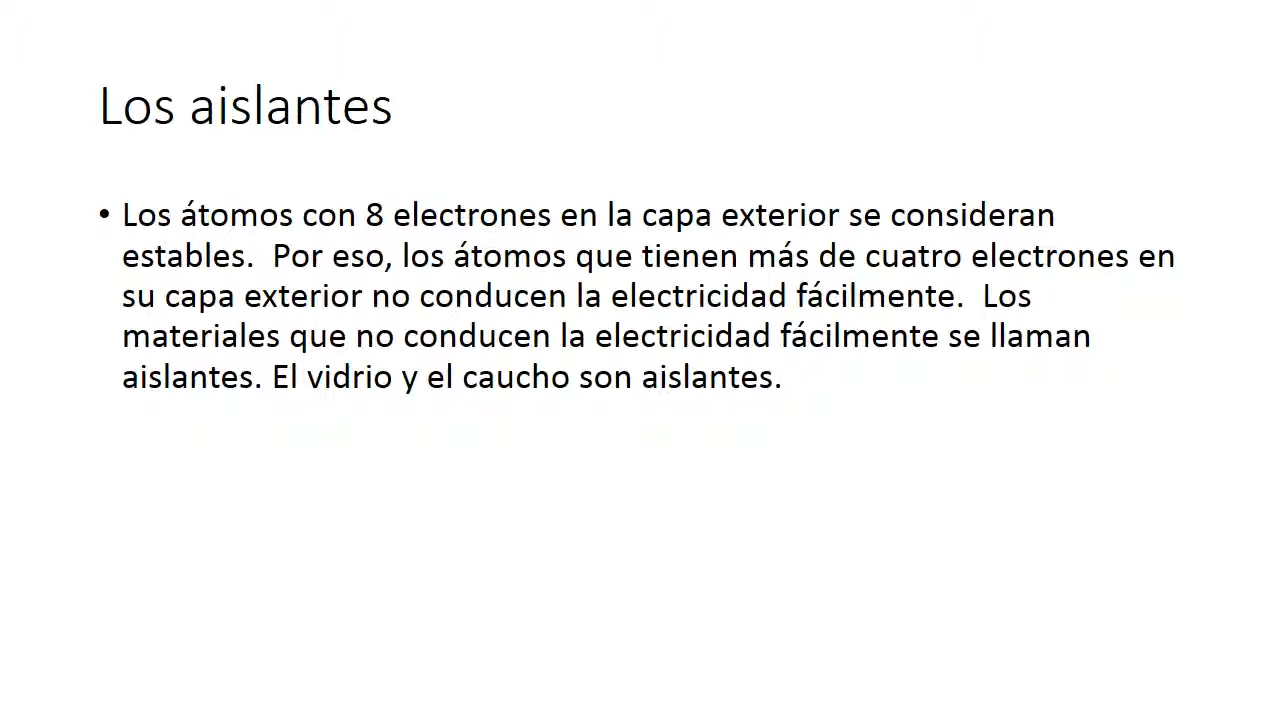 Los aislantes
• Los átomos con 8 electrones en la capa exterior se consideran
estables.  Por eso, los átomos que tienen más de cuatro electrones en
su capa exterior no conducen la electricidad fácilmente.  Los
materiales que no conducen la electricidad fácilmente se llaman
aislantes. El vidrio y el caucho son aislantes.